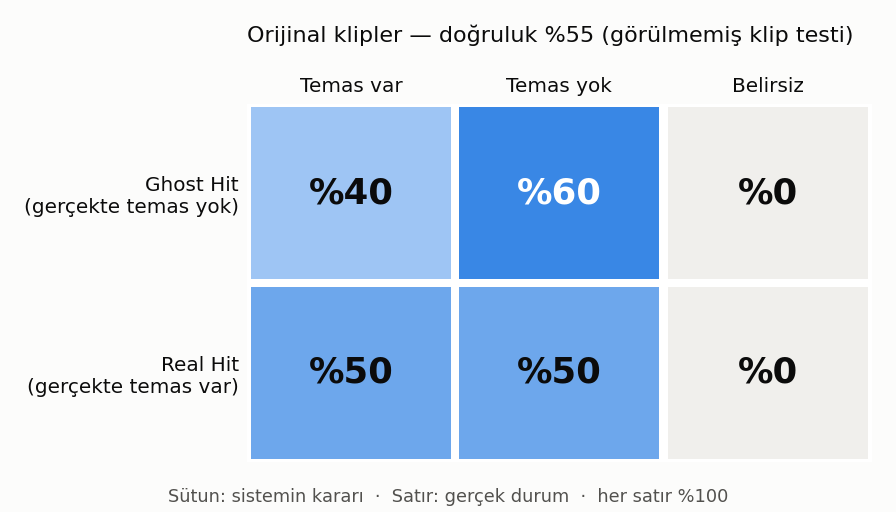 Orijinal klipler — doğruluk %55 (görülmemiş klip testi)
Temas var
Temas yok
Belirsiz
Ghost Hit
(gerçekte temas yok)
%40
%60
%0
Real Hit
(gerçekte temas var)
%50
%50
%0
Sütun: sistemin kararı · Satır: gerçek durum · her satır %100